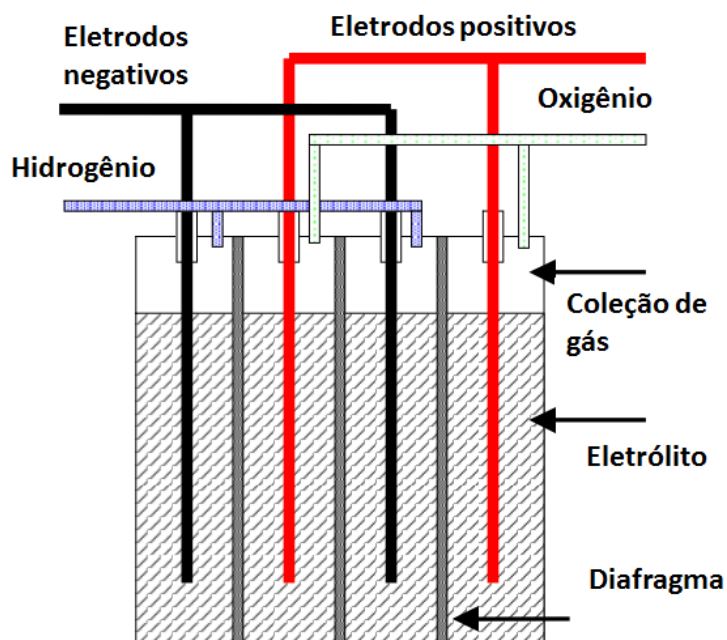 Eletrodos
negativos
Eletrodos positivos
Oxigênio
Hidrogênio
Coleção de
gás
Eletrólito
Diafragma